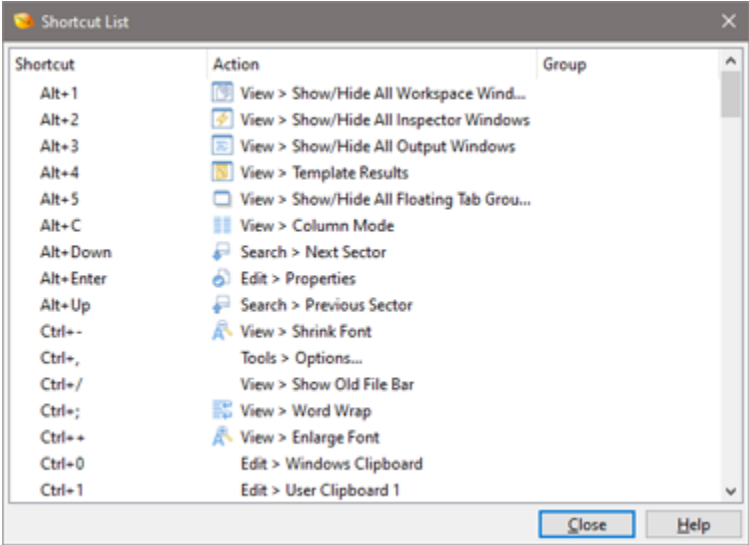 Shortcut List
Shortcut Action Group
Alt+1 View > Show/Hide All Workspace Wind...
Alt+2 View > Show/Hide All Inspector Windows
Alt+3 View > Show/Hide All Output Windows
Alt+4 View > Template Results
Alt+5 View > Show/Hide All Floating Tab Grou...
Alt+C View > Column Mode
Alt+Down Search > Next Sector
Alt+Enter Edit > Properties
Alt+Up Search > Previous Sector
Ctrl+- View > Shrink Font
Ctrl+, Tools > Options...
Ctrl+/ View > Show Old File Bar
Ctrl+; View > Word Wrap
Ctrl++ View > Enlarge Font
Ctrl+0 Edit > Windows Clipboard
Ctrl+1 Edit > User Clipboard 1
Close Help